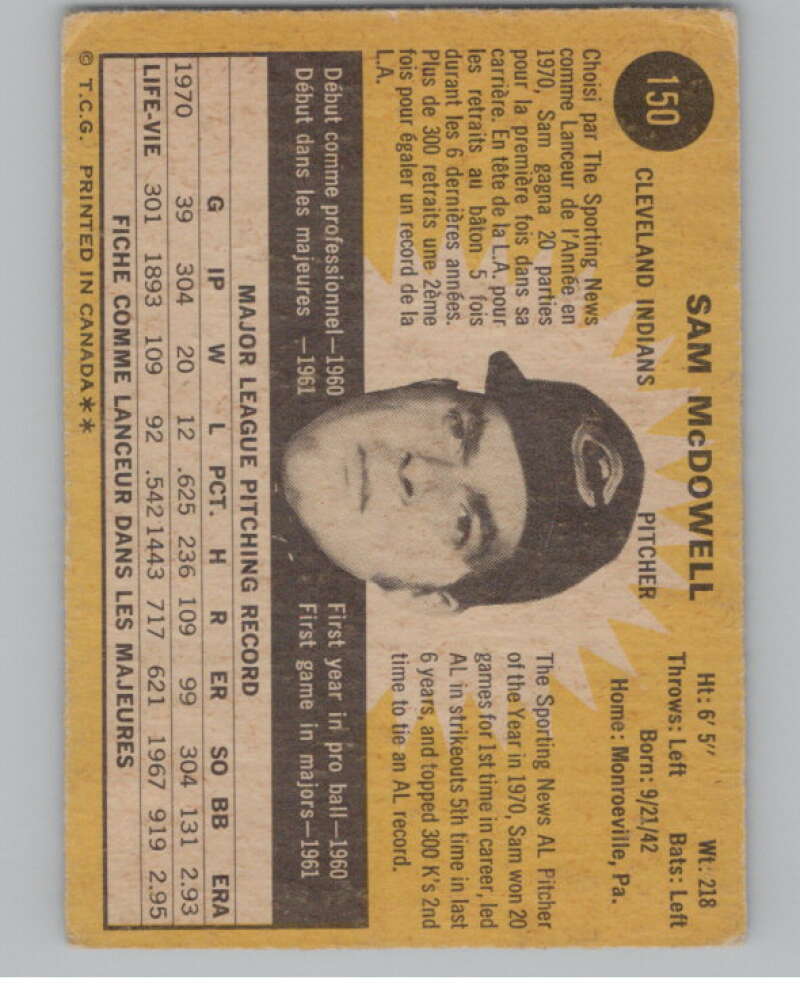 150
SAM McDOWELL
CLEVELAND INDIANS PITCHER
Ht: 6' 5" Wt: 218
Throws: Left Bats: Left
Born: 9/21/42
Home: Monroeville, Pa.
Choisi par The Sporting News
comme Lanceur de l'Année en
1970, Sam gagna 20 parties
pour la première fois dans sa
carrière. En tête de la L.A. pour
les retraits au bâton 5 fois
durant les 6 dernières années.
Plus de 300 retraits une 2ème
fois pour égaler un record de la
L.A.
The Sporting News AL Pitcher
of the Year in 1970, Sam won 20
games for 1st time in career, led
AL in strikeouts 5th time in last
6 years, and topped 300 K's 2nd
time to tie an AL record.
Début comme professionnel—1960
Début dans les majeures —1961
First year in pro ball—1960
First game in majors—1961
MAJOR LEAGUE PITCHING RECORD
G IP W L PCT. H R ER SO BB ERA
1970 39 304 20 12 .625 236 109 99 304 131 2.93
LIFE-VIE 301 1893 109 92 .542 1443 717 621 1967 919 2.95
FICHE COMME LANCEUR DANS LES MAJEURES
© T.C.G. PRINTED IN CANADA**